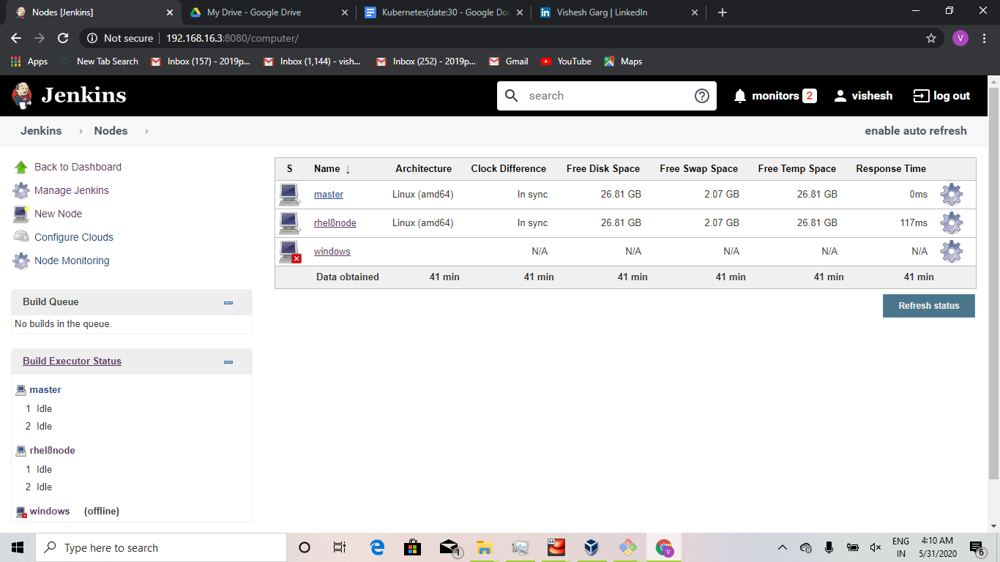 Nodes [Jenkins]
My Drive - Google Drive
Kubernetes(date:30 - Google Doc
Vishesh Garg | LinkedIn
Not secure
192.168.16.3:8080/computer/
V
Apps
New Tab Search
Inbox (157) - 2019p...
Inbox (1,144) - vish...
Inbox (252) - 2019p...
Gmail
YouTube
Maps
Jenkins
search
monitors 2
vishesh
log out
Jenkins
Nodes
enable auto refresh
Back to Dashboard
Manage Jenkins
New Node
Configure Clouds
Node Monitoring
Build Queue
No builds in the queue.
Build Executor Status
master
1 Idle
2 Idle
rhel8node
1 Idle
2 Idle
windows (offline)
S Name ↓ Architecture Clock Difference Free Disk Space Free Swap Space Free Temp Space Response Time
master Linux (amd64) In sync 26.81 GB 2.07 GB 26.81 GB 0ms
rhel8node Linux (amd64) In sync 26.81 GB 2.07 GB 26.81 GB 117ms
windows N/A N/A N/A N/A N/A
Data obtained 41 min 41 min 41 min 41 min 41 min 41 min
Refresh status
Type here to search
1
V
ENG
IN
4:10 AM
5/31/2020
6